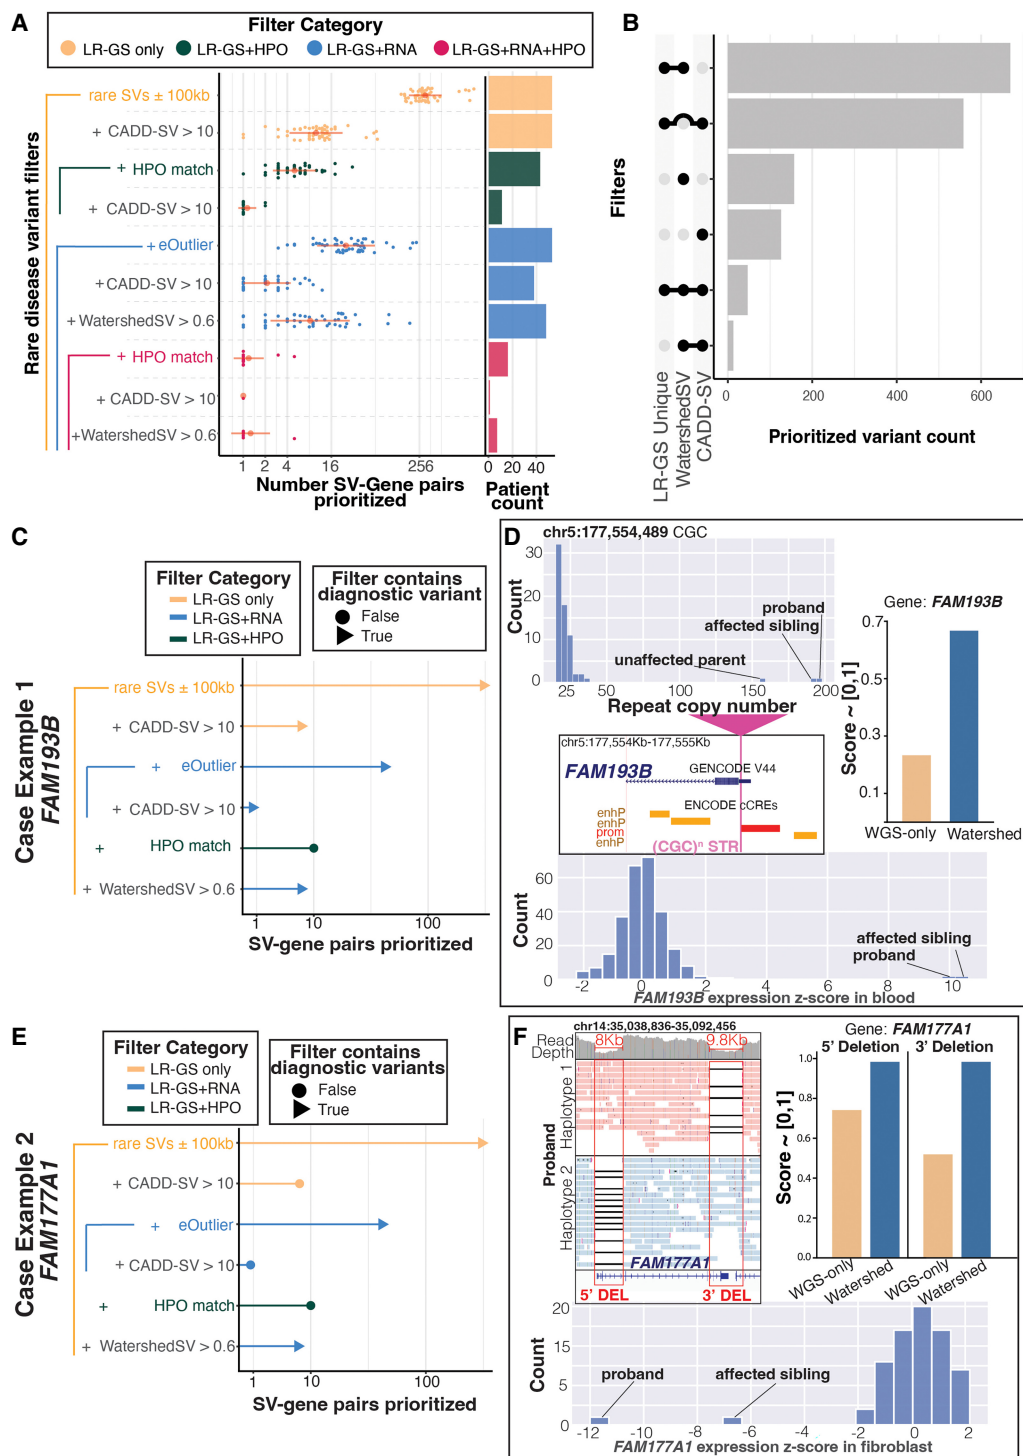 A
Filter Category
LR-GS only
LR-GS+HPO
LR-GS+RNA
LR-GS+RNA+HPO
Rare disease variant filters
rare SVs ± 100kb
+ CADD-SV > 10
+ HPO match
+ CADD-SV > 10
+ eOutlier
+ CADD-SV > 10
+ WatershedSV > 0.6
+ HPO match
+ CADD-SV > 10
+WatershedSV > 0.6
1 2 4 16 256
Number SV-Gene pairs
prioritized
0 20 40
Patient
count
B
Filters
LR-GS Unique
WatershedSV
CADD-SV
0 200 400 600
Prioritized variant count
C
Filter Category
LR-GS only
LR-GS+RNA
LR-GS+HPO
Filter contains
diagnostic variant
False
True
Case Example 1
FAM193B
rare SVs ± 100kb
+ CADD-SV > 10
+ eOutlier
+ CADD-SV > 10
+ HPO match
+ WatershedSV > 0.6
1 10 100
SV-gene pairs prioritized
D
chr5:177,554,489 CGC
Count
30
20
10
0
proband
affected sibling
unaffected parent
25 50 100 150 200
Repeat copy number
chr5:177,554Kb-177,555Kb
FAM193B
GENCODE V44
ENCODE cCREs
enhP
enhP
prom
enhP
(CGC)ⁿ STR
Gene: FAM193B
Score ~ [0,1]
0.7
0.5
0.3
0.1
WGS-only Watershed
Count
60
40
20
0
affected sibling
proband
-2 0 2 4 6 8 10
FAM193B expression z-score in blood
E
Filter Category
LR-GS only
LR-GS+RNA
LR-GS+HPO
Filter contains
diagnostic variants
False
True
Case Example 2
FAM177A1
rare SVs ± 100kb
+ CADD-SV > 10
+ eOutlier
+ CADD-SV > 10
+ HPO match
+ WatershedSV > 0.6
1 10 100
SV-gene pairs prioritized
F
chr14:35,038,836-35,092,456
Read
Depth
8Kb
9.8Kb
Proband
Haplotype 1
Haplotype 2
FAM177A1
5' DEL
3' DEL
Gene: FAM177A1
5' Deletion 3' Deletion
Score ~ [0,1]
1.0
0.8
0.6
0.4
0.2
0.0
WGS-only
Watershed
WGS-only
Watershed
Count
20
15
5
0
proband
affected sibling
-12 -10 -8 -6 -4 -2 0 2
FAM177A1 expression z-score in fibroblast